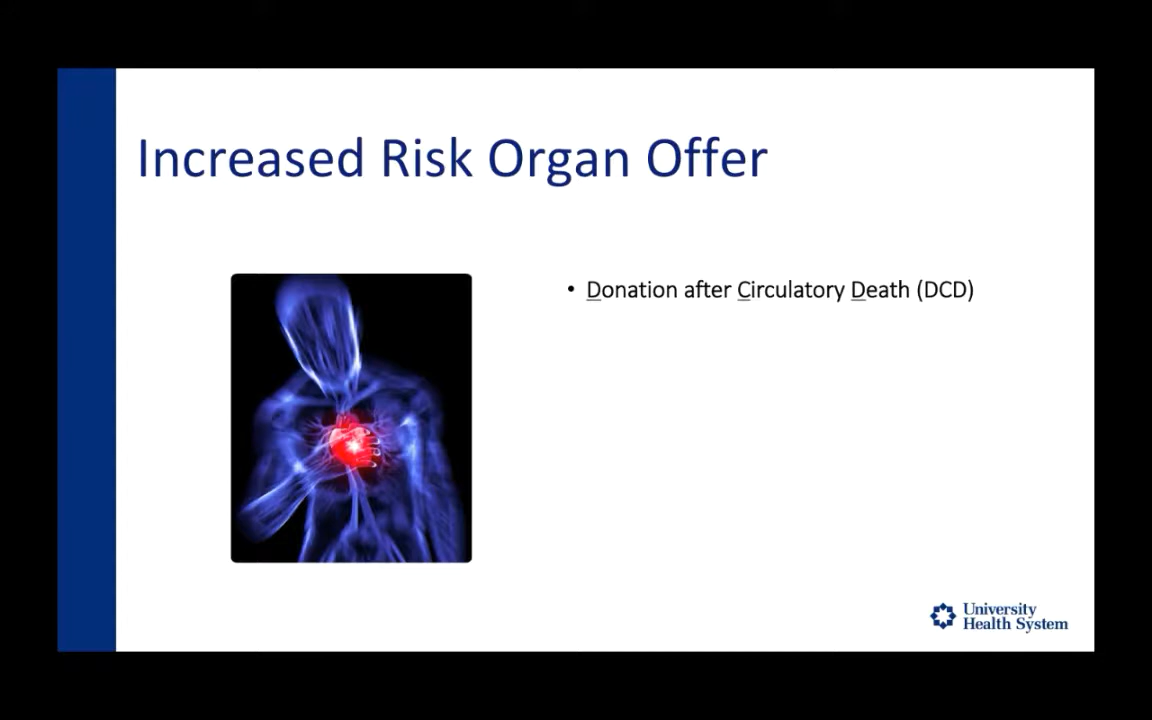 Increased Risk Organ Offer
• Donation after Circulatory Death (DCD)
University
Health System